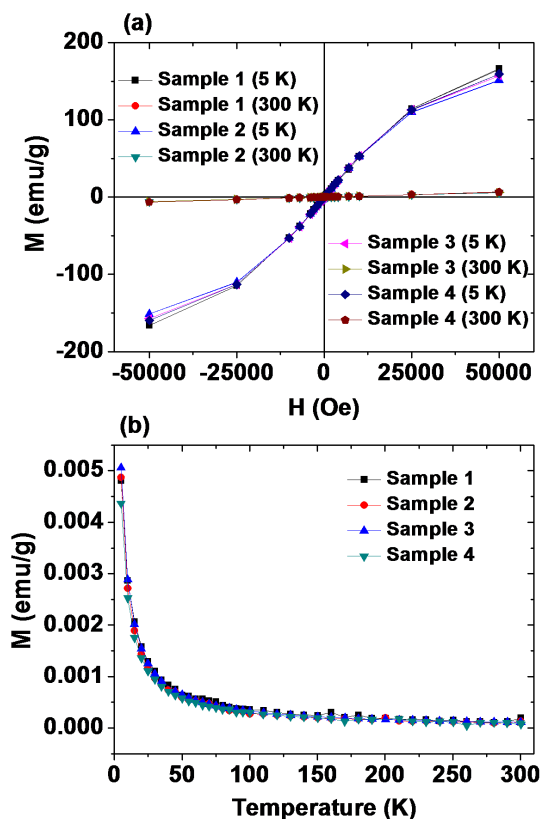 (a)
200
100
0
-100
-200
M (emu/g)
Sample 1 (5 K)
Sample 1 (300 K)
Sample 2 (5 K)
Sample 2 (300 K)
Sample 3 (5 K)
Sample 3 (300 K)
Sample 4 (5 K)
Sample 4 (300 K)
-50000 -25000 0 25000 50000
H (Oe)
(b)
0.005
0.004
0.003
0.002
0.001
0.000
M (emu/g)
Sample 1
Sample 2
Sample 3
Sample 4
0 50 100 150 200 250 300
Temperature (K)